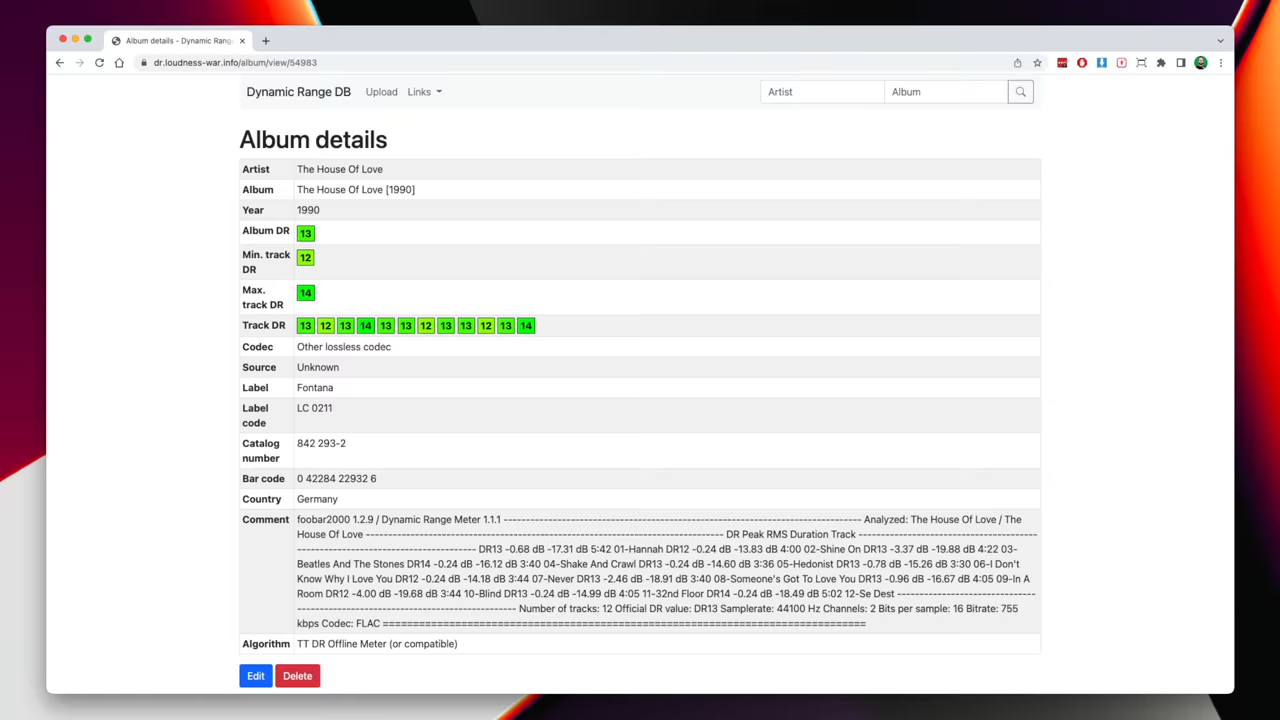 Album details - Dynamic Rang
dr.loudness-war.info/album/view/54983
Dynamic Range DB Upload Links Artist Album
Album details
Artist The House Of Love
Album The House Of Love [1990]
Year 1990
Album DR 13
Min. track DR 12
Max. track DR 14
Track DR 13 12 13 14 13 13 12 13 13 12 13 14
Codec Other lossless codec
Source Unknown
Label Fontana
Label code LC 0211
Catalog number 842 293-2
Bar code 0 42284 22932 6
Country Germany
Comment foobar2000 1.2.9 / Dynamic Range Meter 1.1.1 -------------------------------------------------------------------------------- Analyzed: The House Of Love / The
House Of Love -------------------------------------------------------------------------------- DR Peak RMS Duration Track ----------------------------------------
---------------------------------------- DR13 -0.68 dB -17.31 dB 5:42 01-Hannah DR12 -0.24 dB -13.83 dB 4:00 02-Shine On DR13 -3.37 dB -19.88 dB 4:22 03-
Beatles And The Stones DR14 -0.24 dB -16.12 dB 3:40 04-Shake And Crawl DR13 -0.24 dB -14.60 dB 3:36 05-Hedonist DR13 -0.78 dB -15.26 dB 3:30 06-I Don't
Know Why I Love You DR12 -0.24 dB -14.18 dB 3:44 07-Never DR13 -2.46 dB -18.91 dB 3:40 08-Someone's Got To Love You DR13 -0.96 dB -16.67 dB 4:05 09-In A
Room DR12 -4.00 dB -19.68 dB 3:44 10-Blind DR13 -0.24 dB -14.99 dB 4:05 11-32nd Floor DR14 -0.24 dB -18.49 dB 5:02 12-Se Dest -------------------------------
------------------------------------------------- Number of tracks: 12 Official DR value: DR13 Samplerate: 44100 Hz Channels: 2 Bits per sample: 16 Bitrate: 755
kbps Codec: FLAC ================================================================================
Algorithm TT DR Offline Meter (or compatible)
Edit Delete